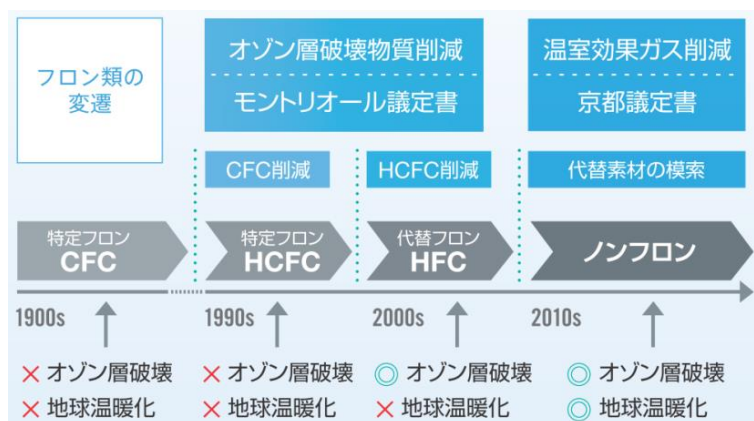 フロン類の
変遷
オゾン層破壊物質削減
モントリオール議定書
温室効果ガス削減
京都議定書
CFC削減
HCFC削減
代替素材の模索
特定フロン
CFC
特定フロン
HCFC
代替フロン
HFC
ノンフロン
1900s
1990s
2000s
2010s
× オゾン層破壊
× 地球温暖化
× オゾン層破壊
× 地球温暖化
◎ オゾン層破壊
× 地球温暖化
◎ オゾン層破壊
◎ 地球温暖化